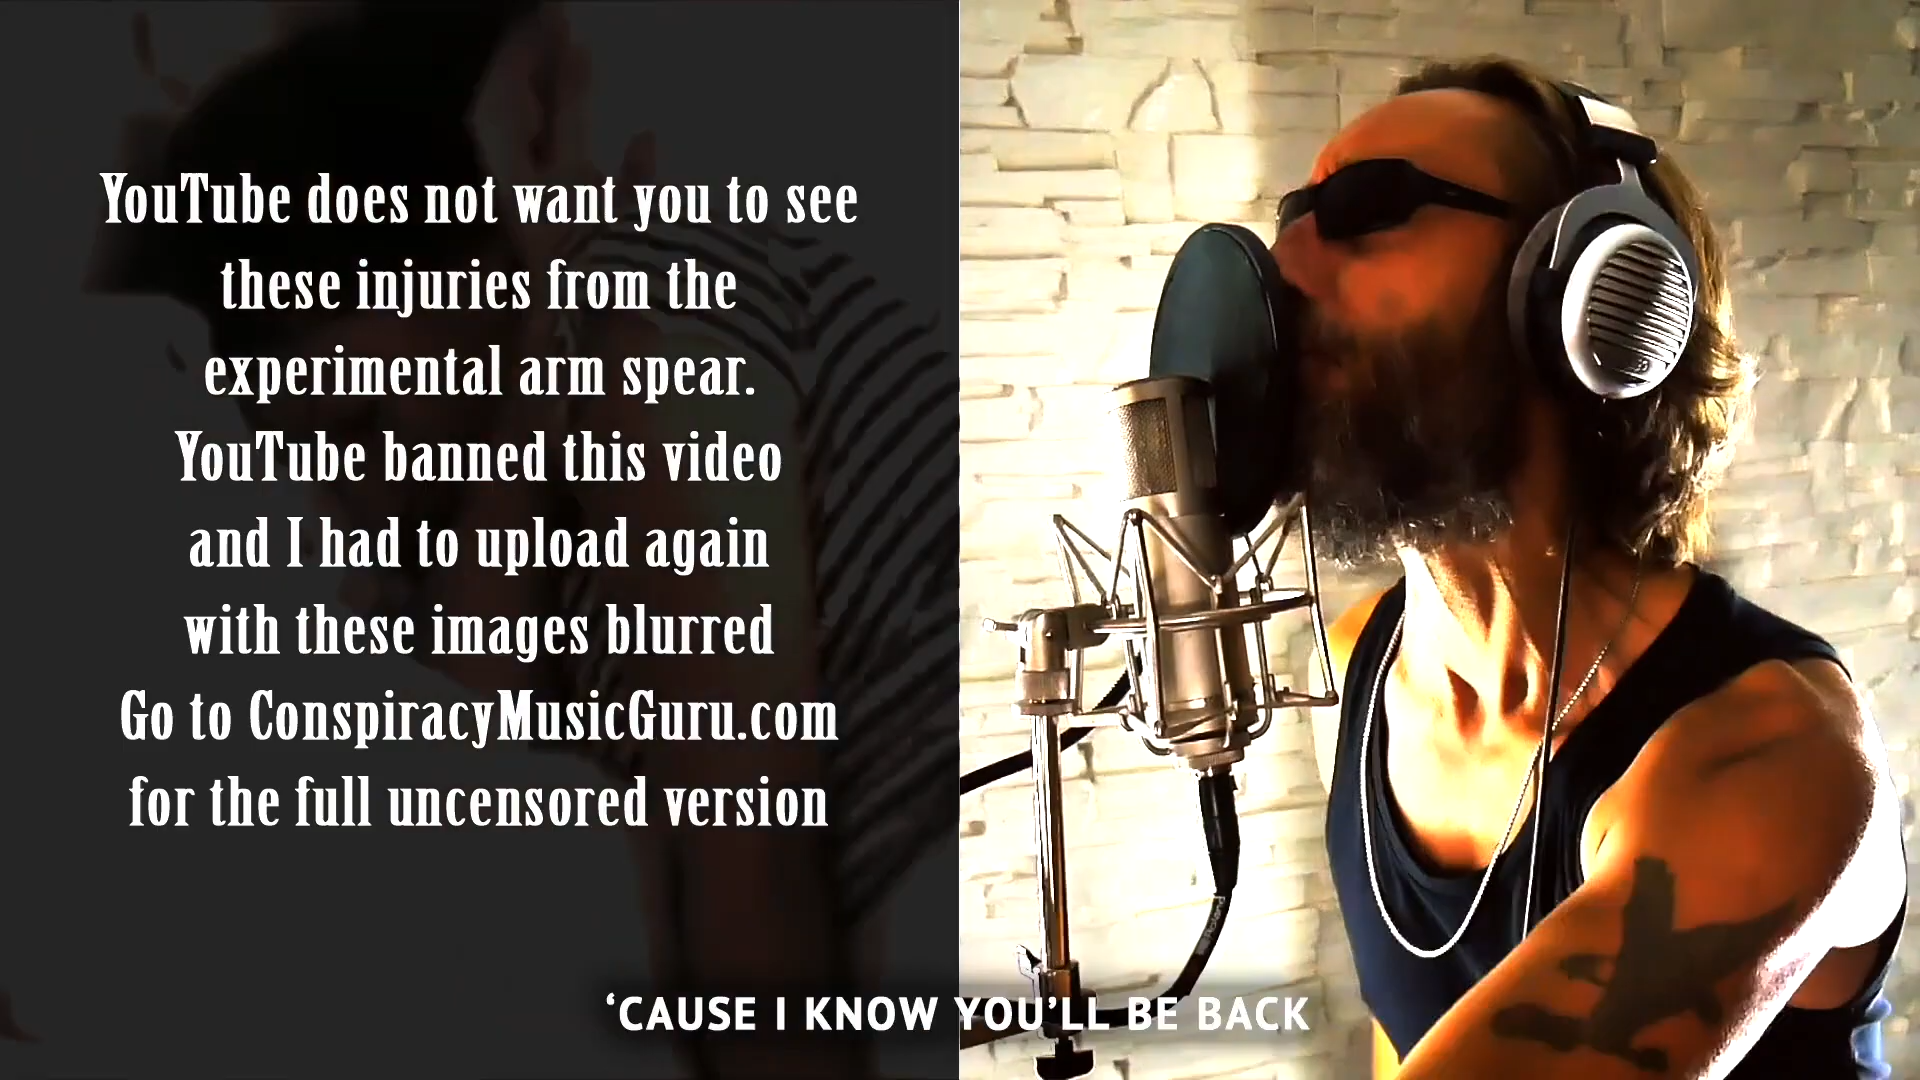 YouTube does not want you to see
these injuries from the
experimental arm spear.
YouTube banned this video
and I had to upload again
with these images blurred
Go to ConspiracyMusicGuru.com
for the full uncensored version
Roland
‘CAUSE I KNOW YOU’LL BE BACK